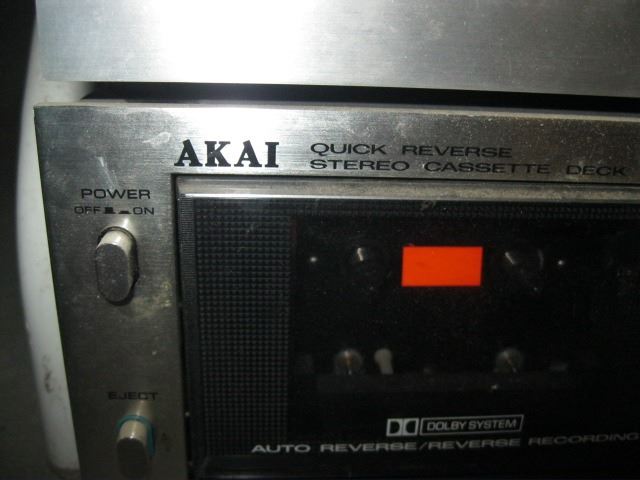 AKAI QUICK REVERSE
STEREO CASSETTE DECK
POWER
OFF ON
EJECT
DOLBY SYSTEM
AUTO REVERSE/REVERSE RECORDING